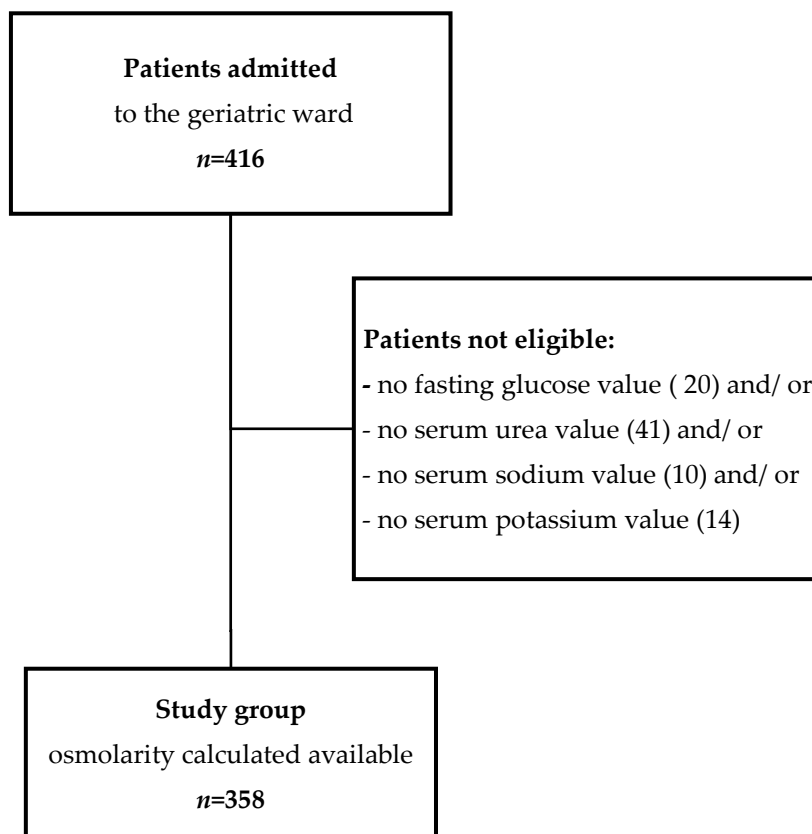 Patients admitted
to the geriatric ward
n=416
Patients not eligible:
- no fasting glucose value ( 20) and/ or
- no serum urea value (41) and/ or
- no serum sodium value (10) and/ or
- no serum potassium value (14)
Study group
osmolarity calculated available
n=358